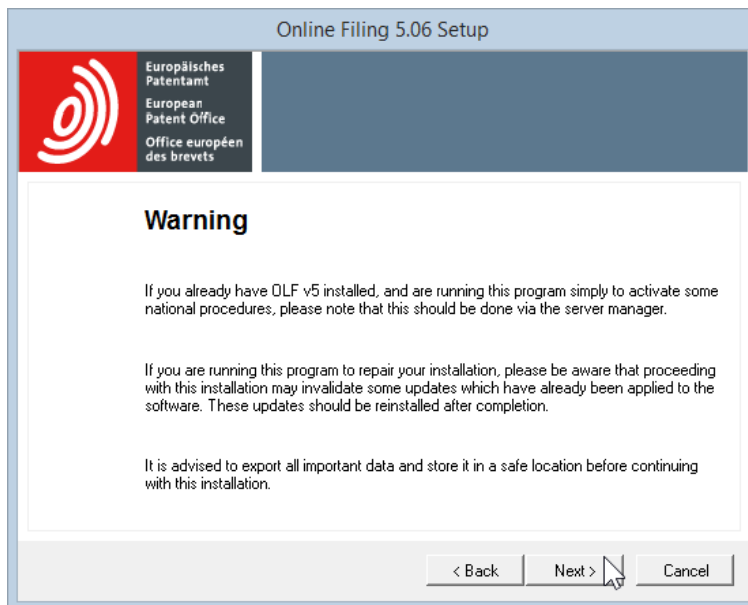 Online Filing 5.06 Setup
Europäisches
Patentamt
European
Patent Office
Office européen
des brevets
Warning
If you already have OLF v5 installed, and are running this program simply to activate some
national procedures, please note that this should be done via the server manager.
If you are running this program to repair your installation, please be aware that proceeding
with this installation may invalidate some updates which have already been applied to the
software. These updates should be reinstalled after completion.
It is advised to export all important data and store it in a safe location before continuing
with this installation.
< Back
Next >
Cancel